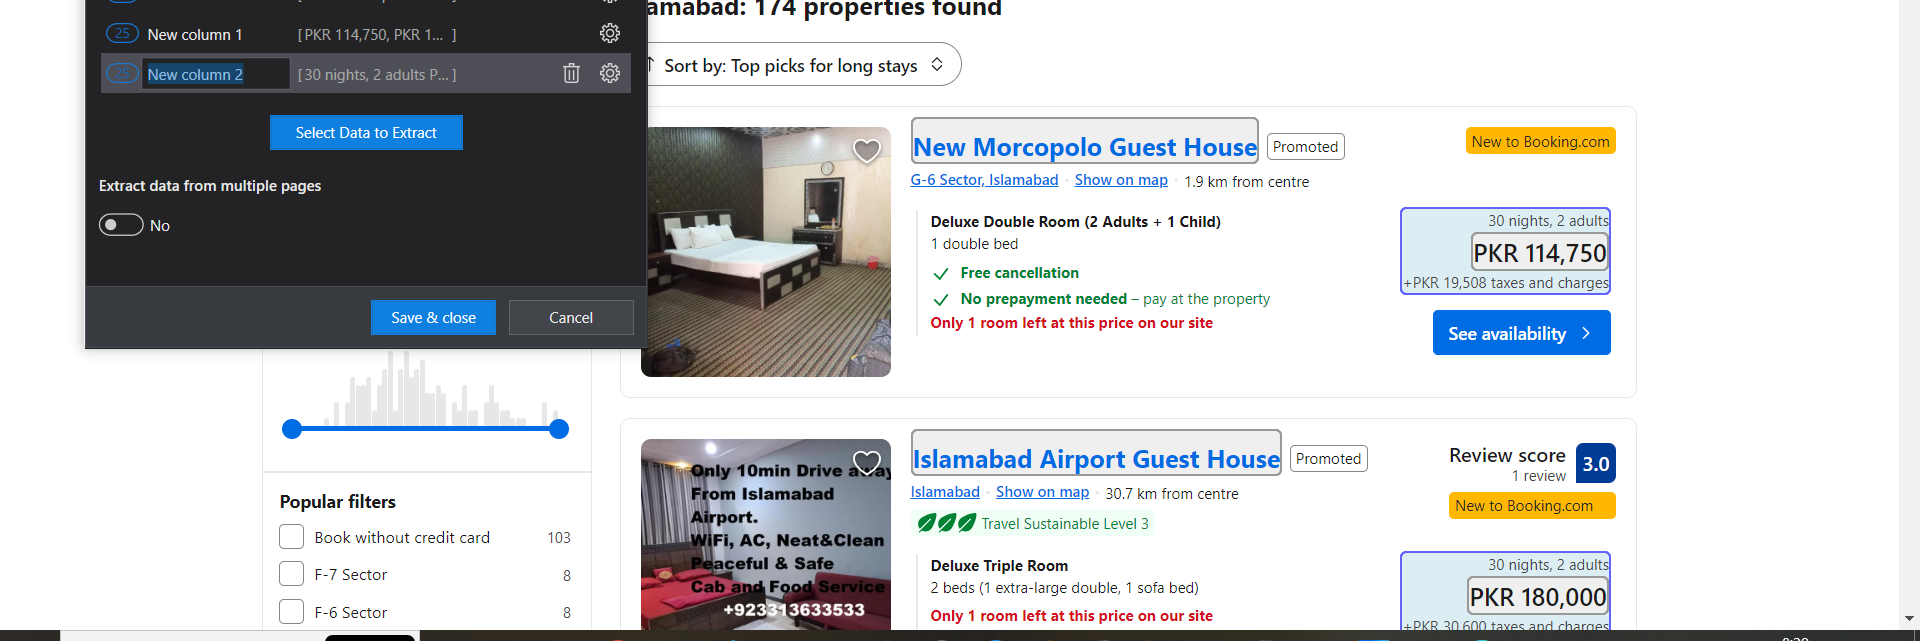 25 New column 1 [PKR 114,750, PKR 1... ]
25 New column 2 [30 nights, 2 adults P... ]
Select Data to Extract
Extract data from multiple pages
No
Save & close Cancel
Popular filters
Book without credit card 103
F-7 Sector 8
F-6 Sector 8
amabad: 174 properties found
Sort by: Top picks for long stays
New Morcopolo Guest House Promoted
New to Booking.com
G-6 Sector, Islamabad · Show on map · 1.9 km from centre
Deluxe Double Room (2 Adults + 1 Child)
1 double bed
Free cancellation
No prepayment needed – pay at the property
Only 1 room left at this price on our site
30 nights, 2 adults
PKR 114,750
+PKR 19,508 taxes and charges
See availability
Only 10min Drive away
From Islamabad
Airport.
WiFi, AC, Neat&Clean
Peaceful & Safe
Cab and Food Service
+923313633533
Islamabad Airport Guest House Promoted
Review score
1 review
3.0
New to Booking.com
Islamabad · Show on map · 30.7 km from centre
Travel Sustainable Level 3
Deluxe Triple Room
2 beds (1 extra-large double, 1 sofa bed)
Only 1 room left at this price on our site
30 nights, 2 adults
PKR 180,000
+PKR 30,600 taxes and charges